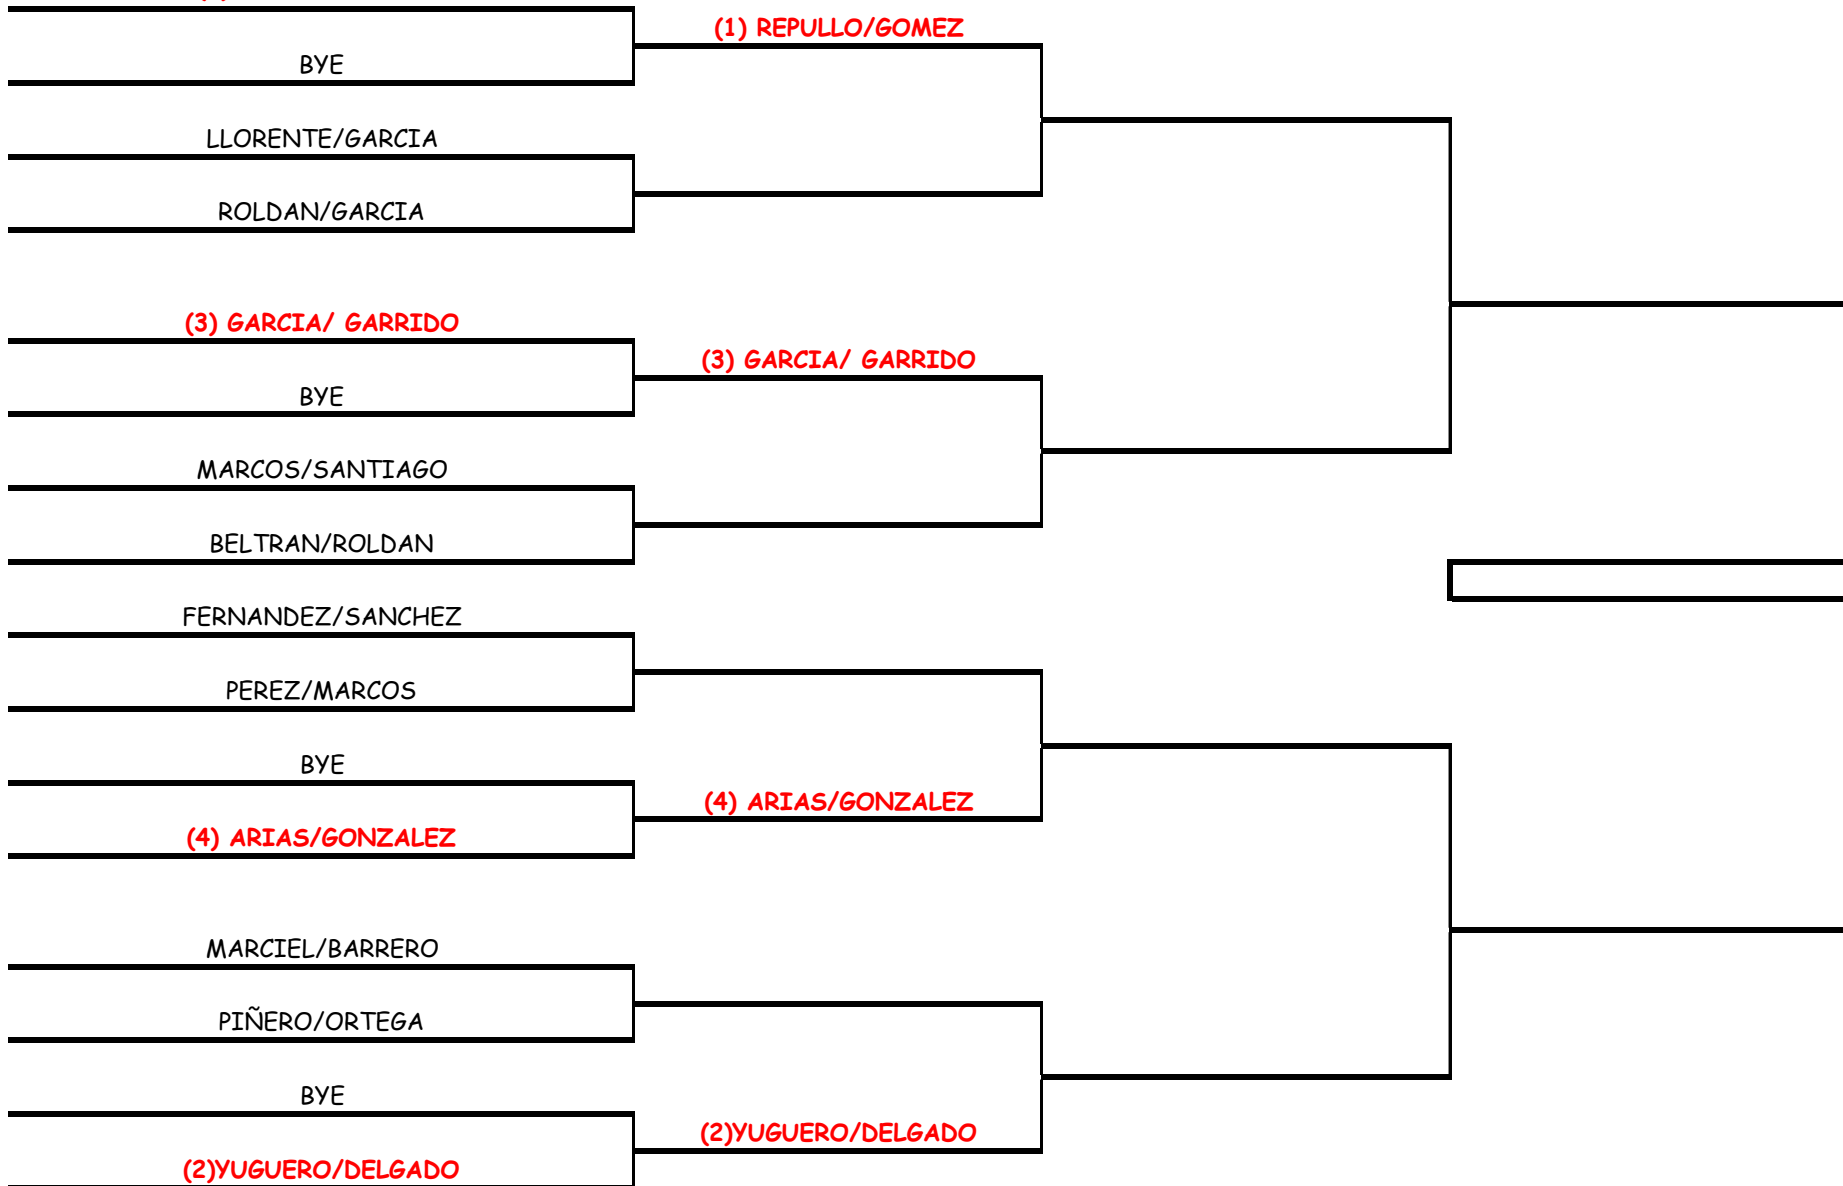 (1) REPULLO/GOMEZ
BYE
LLORENTE/GARCIA
ROLDAN/GARCIA
(3) GARCIA/ GARRIDO
(3) GARCIA/ GARRIDO
BYE
MARCOS/SANTIAGO
BELTRAN/ROLDAN
FERNANDEZ/SANCHEZ
PEREZ/MARCOS
BYE
(4) ARIAS/GONZALEZ
(4) ARIAS/GONZALEZ
MARCIEL/BARRERO
PIÑERO/ORTEGA
BYE
(2)YUGUERO/DELGADO
(2)YUGUERO/DELGADO